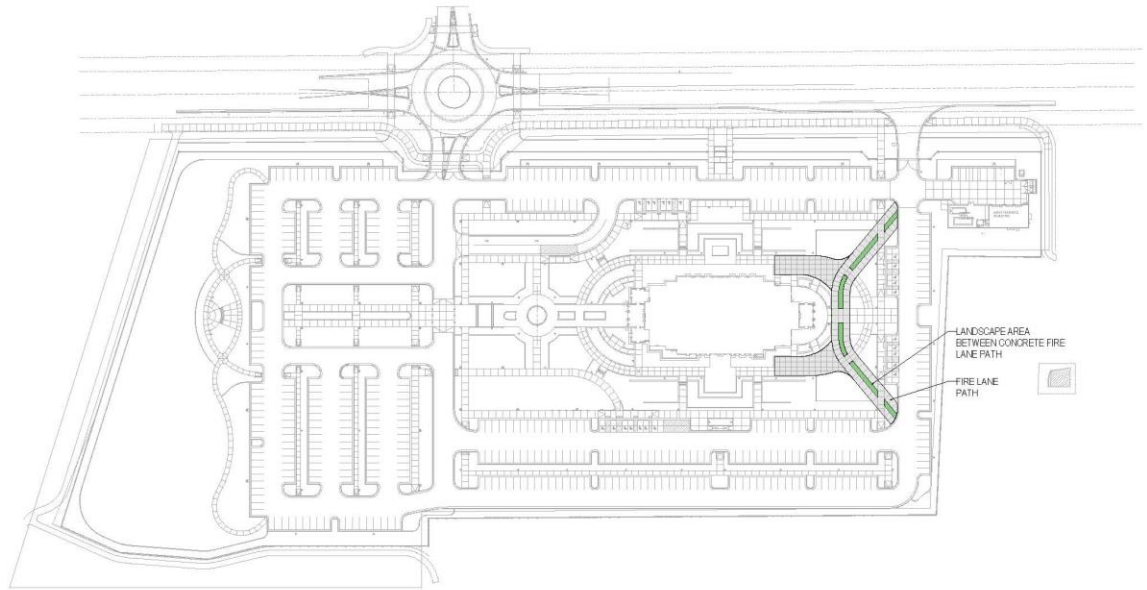 LANDSCAPE AREA
BETWEEN CONCRETE FIRE
LANE PATH
FIRE LANE
PATH